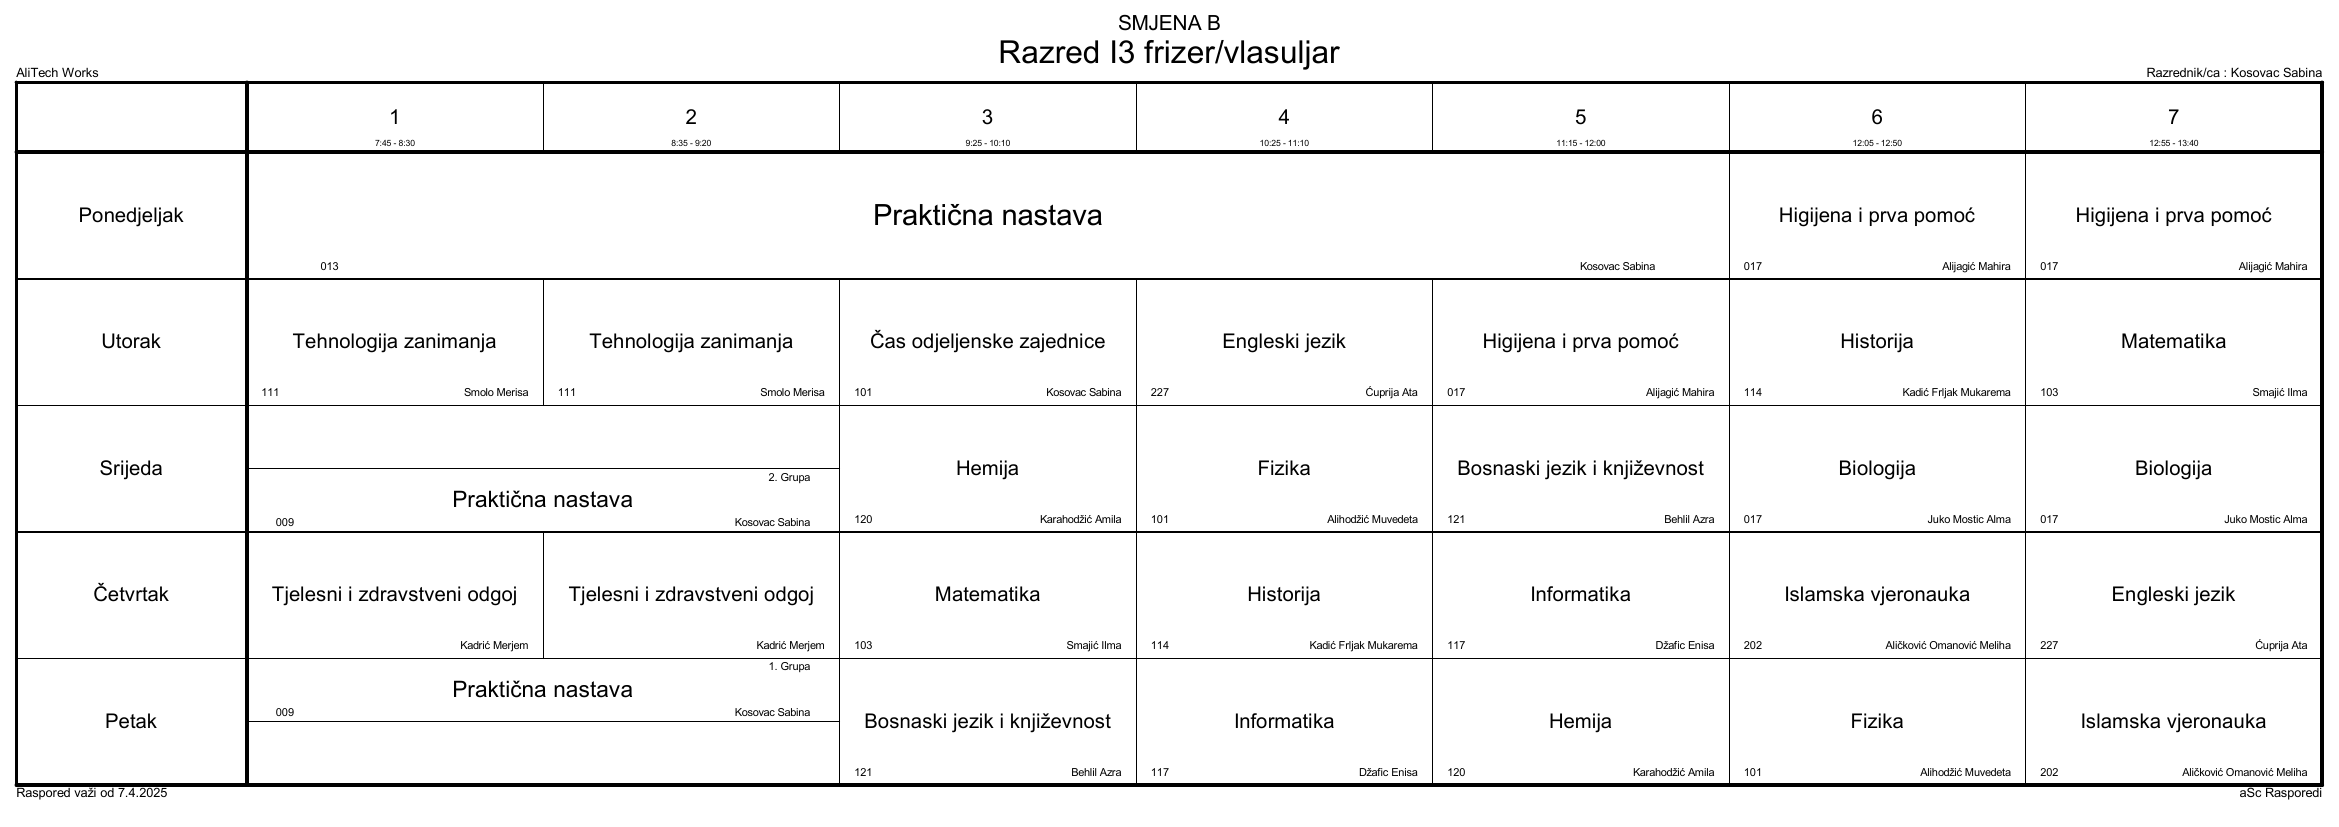 SMJENA B
Razred I3 frizer/vlasuljar
AliTech Works
Razrednik/ca : Kosovac Sabina
1
7:45 - 8:30
2
8:35 - 9:20
3
9:25 - 10:10
4
10:25 - 11:10
5
11:15 - 12:00
6
12:05 - 12:50
7
12:55 - 13:40
Ponedjeljak
Praktična nastava
013
Kosovac Sabina
Higijena i prva pomoć
017
Alijagić Mahira
Higijena i prva pomoć
017
Alijagić Mahira
Utorak
Tehnologija zanimanja
111
Smolo Merisa
Tehnologija zanimanja
111
Smolo Merisa
Čas odjeljenske zajednice
101
Kosovac Sabina
Engleski jezik
227
Ćuprija Ata
Higijena i prva pomoć
017
Alijagić Mahira
Historija
114
Kadić Frljak Mukarema
Matematika
103
Smajić Ilma
Srijeda
2. Grupa
Praktična nastava
009
Kosovac Sabina
Hemija
120
Karahodžić Amila
Fizika
101
Alihodžić Muvedeta
Bosnaski jezik i književnost
121
Behlil Azra
Biologija
017
Juko Mostic Alma
Biologija
017
Juko Mostic Alma
Četvrtak
Tjelesni i zdravstveni odgoj
Kadrić Merjem
Tjelesni i zdravstveni odgoj
Kadrić Merjem
Matematika
103
Smajić Ilma
Historija
114
Kadić Frljak Mukarema
Informatika
117
Džafic Enisa
Islamska vjeronauka
202
Aličković Omanović Meliha
Engleski jezik
227
Ćuprija Ata
Petak
1. Grupa
Praktična nastava
009
Kosovac Sabina
Bosnaski jezik i književnost
121
Behlil Azra
Informatika
117
Džafic Enisa
Hemija
120
Karahodžić Amila
Fizika
101
Alihodžić Muvedeta
Islamska vjeronauka
202
Aličković Omanović Meliha
Raspored važi od 7.4.2025
aSc Rasporedi